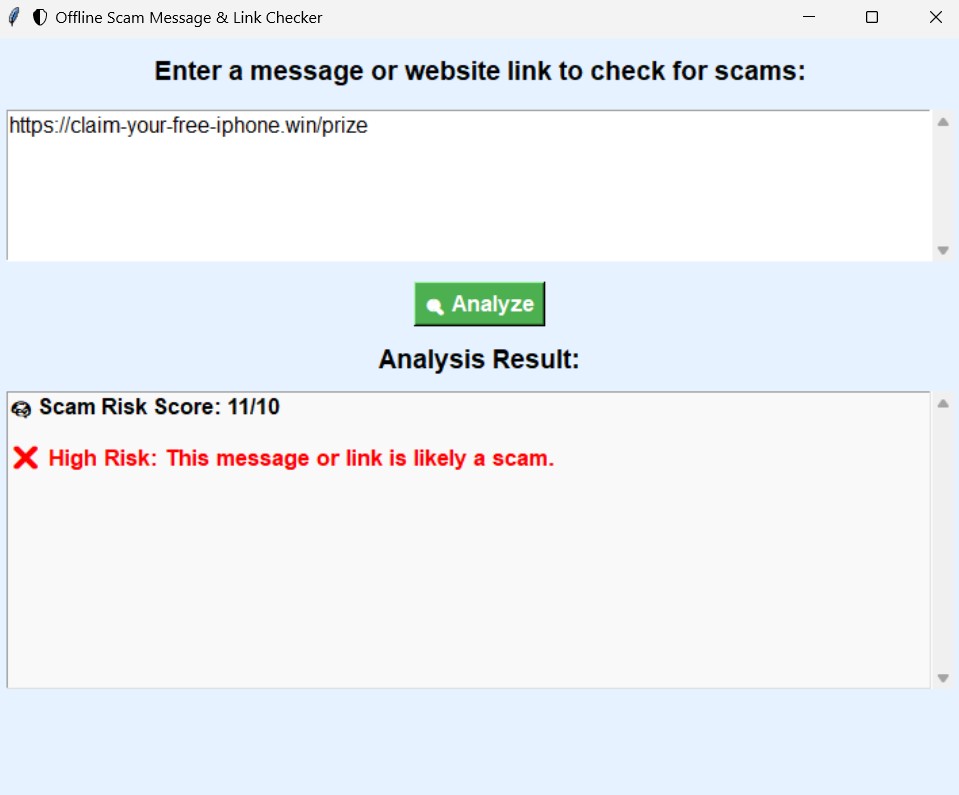 Offline Scam Message & Link Checker
Enter a message or website link to check for scams:
https://claim-your-free-iphone.win/prize
Analyze
Analysis Result:
Scam Risk Score: 11/10
High Risk: This message or link is likely a scam.